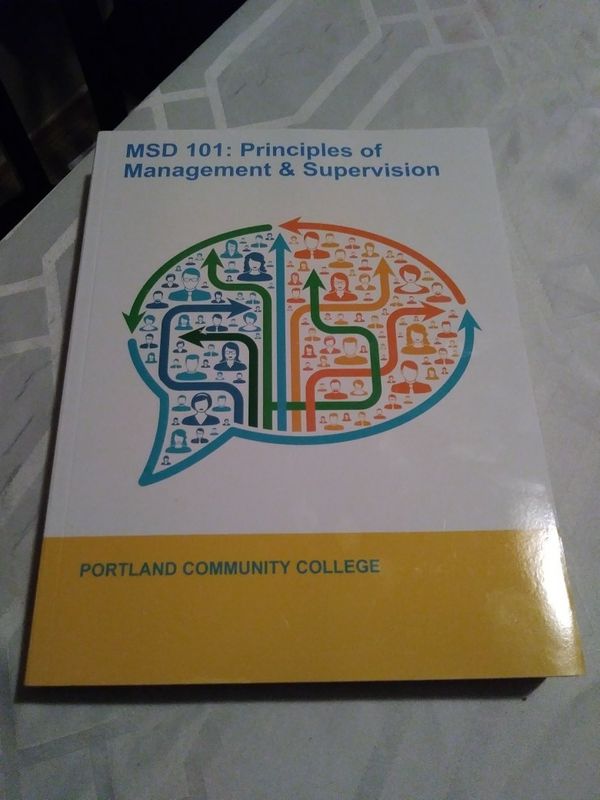 MSD 101: Principles of
Management & Supervision
PORTLAND COMMUNITY COLLEGE